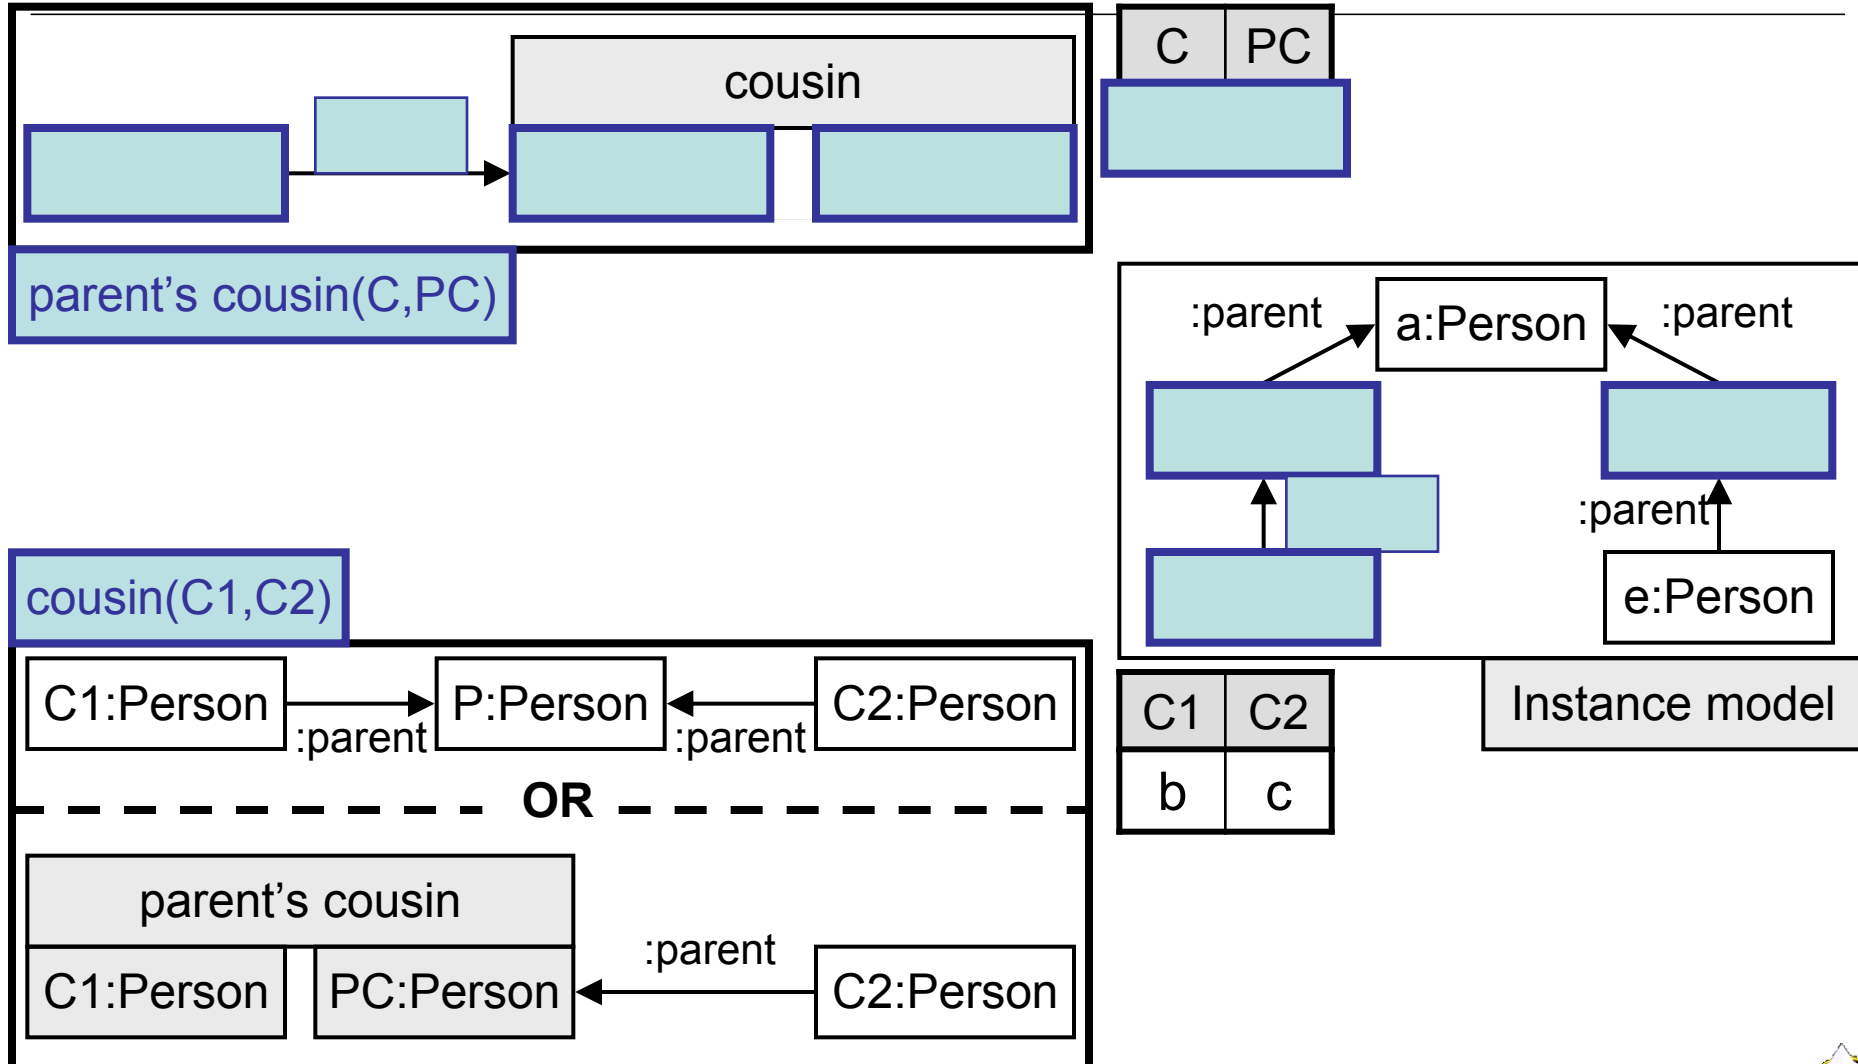 cousin
C PC
parent’s cousin(C,PC)
:parent a:Person :parent
:parent
e:Person
Instance model
cousin(C1,C2)
C1:Person P:Person C2:Person
:parent :parent
OR
parent’s cousin
C1:Person PC:Person :parent C2:Person
C1 C2
b c